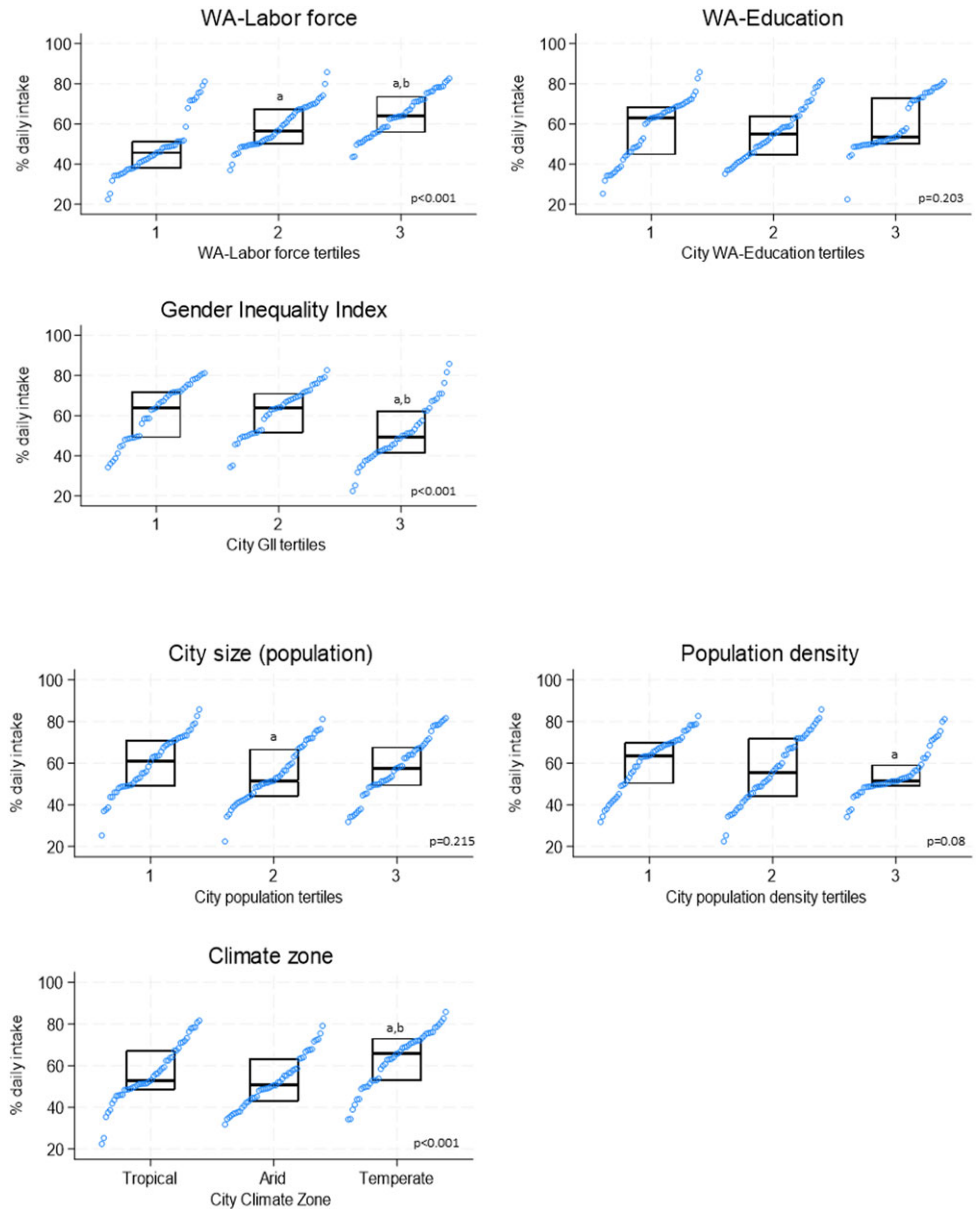 WA-Labor force
% daily intake
100
80
60
40
20
a
a,b
p<0.001
1 2 3
WA-Labor force tertiles
WA-Education
% daily intake
100
80
60
40
20
p=0.203
1 2 3
City WA-Education tertiles
Gender Inequality Index
% daily intake
100
80
60
40
20
a,b
p<0.001
1 2 3
City GII tertiles
City size (population)
% daily intake
100
80
60
40
20
a
p=0.215
1 2 3
City population tertiles
Population density
% daily intake
100
80
60
40
20
a
p=0.08
1 2 3
City population density tertiles
Climate zone
% daily intake
100
80
60
40
20
a,b
p<0.001
Tropical Arid Temperate
City Climate Zone